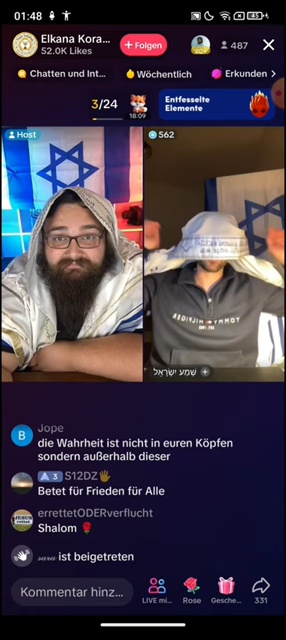 01:48
45
Elkana Kora...
52.0K Likes
+ Folgen
487
Chatten und Int...
Wöchentlich
Erkunden
3/24
18:09
Entfesselte
Elemente
Host
562
TOMMY HILFIGER
שְׁמַע יִשְׂרָאֵל
B
Jope
die Wahrheit ist nicht in euren Köpfen
sondern außerhalb dieser
3 S12DZ🖐
Betet für Frieden für Alle
errettetODERverflucht
Shalom 🌹
ist beigetreten
Kommentar hinz...
LIVE mi...
Rose
Gesche...
331